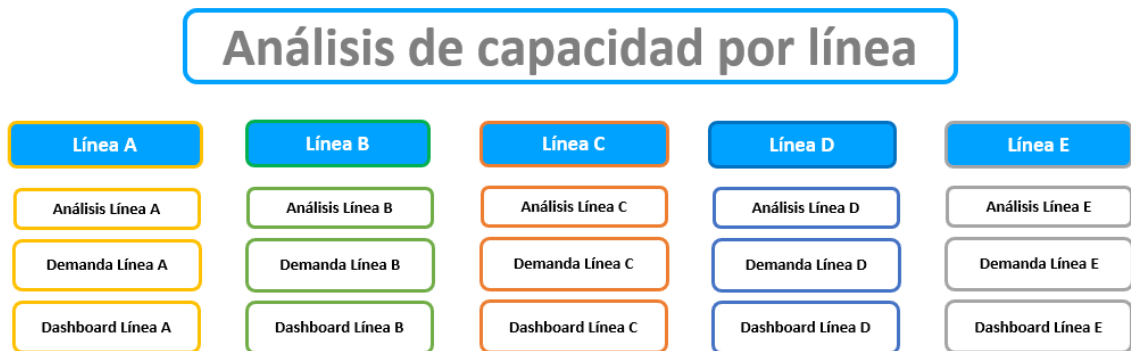 Análisis de capacidad por línea
Línea A
Línea B
Línea C
Línea D
Línea E
Análisis Línea A
Análisis Línea B
Análisis Línea C
Análisis Línea D
Análisis Línea E
Demanda Línea A
Demanda Línea B
Demanda Línea C
Demanda Línea D
Demanda Línea E
Dashboard Línea A
Dashboard Línea B
Dashboard Línea C
Dashboard Línea D
Dashboard Línea E